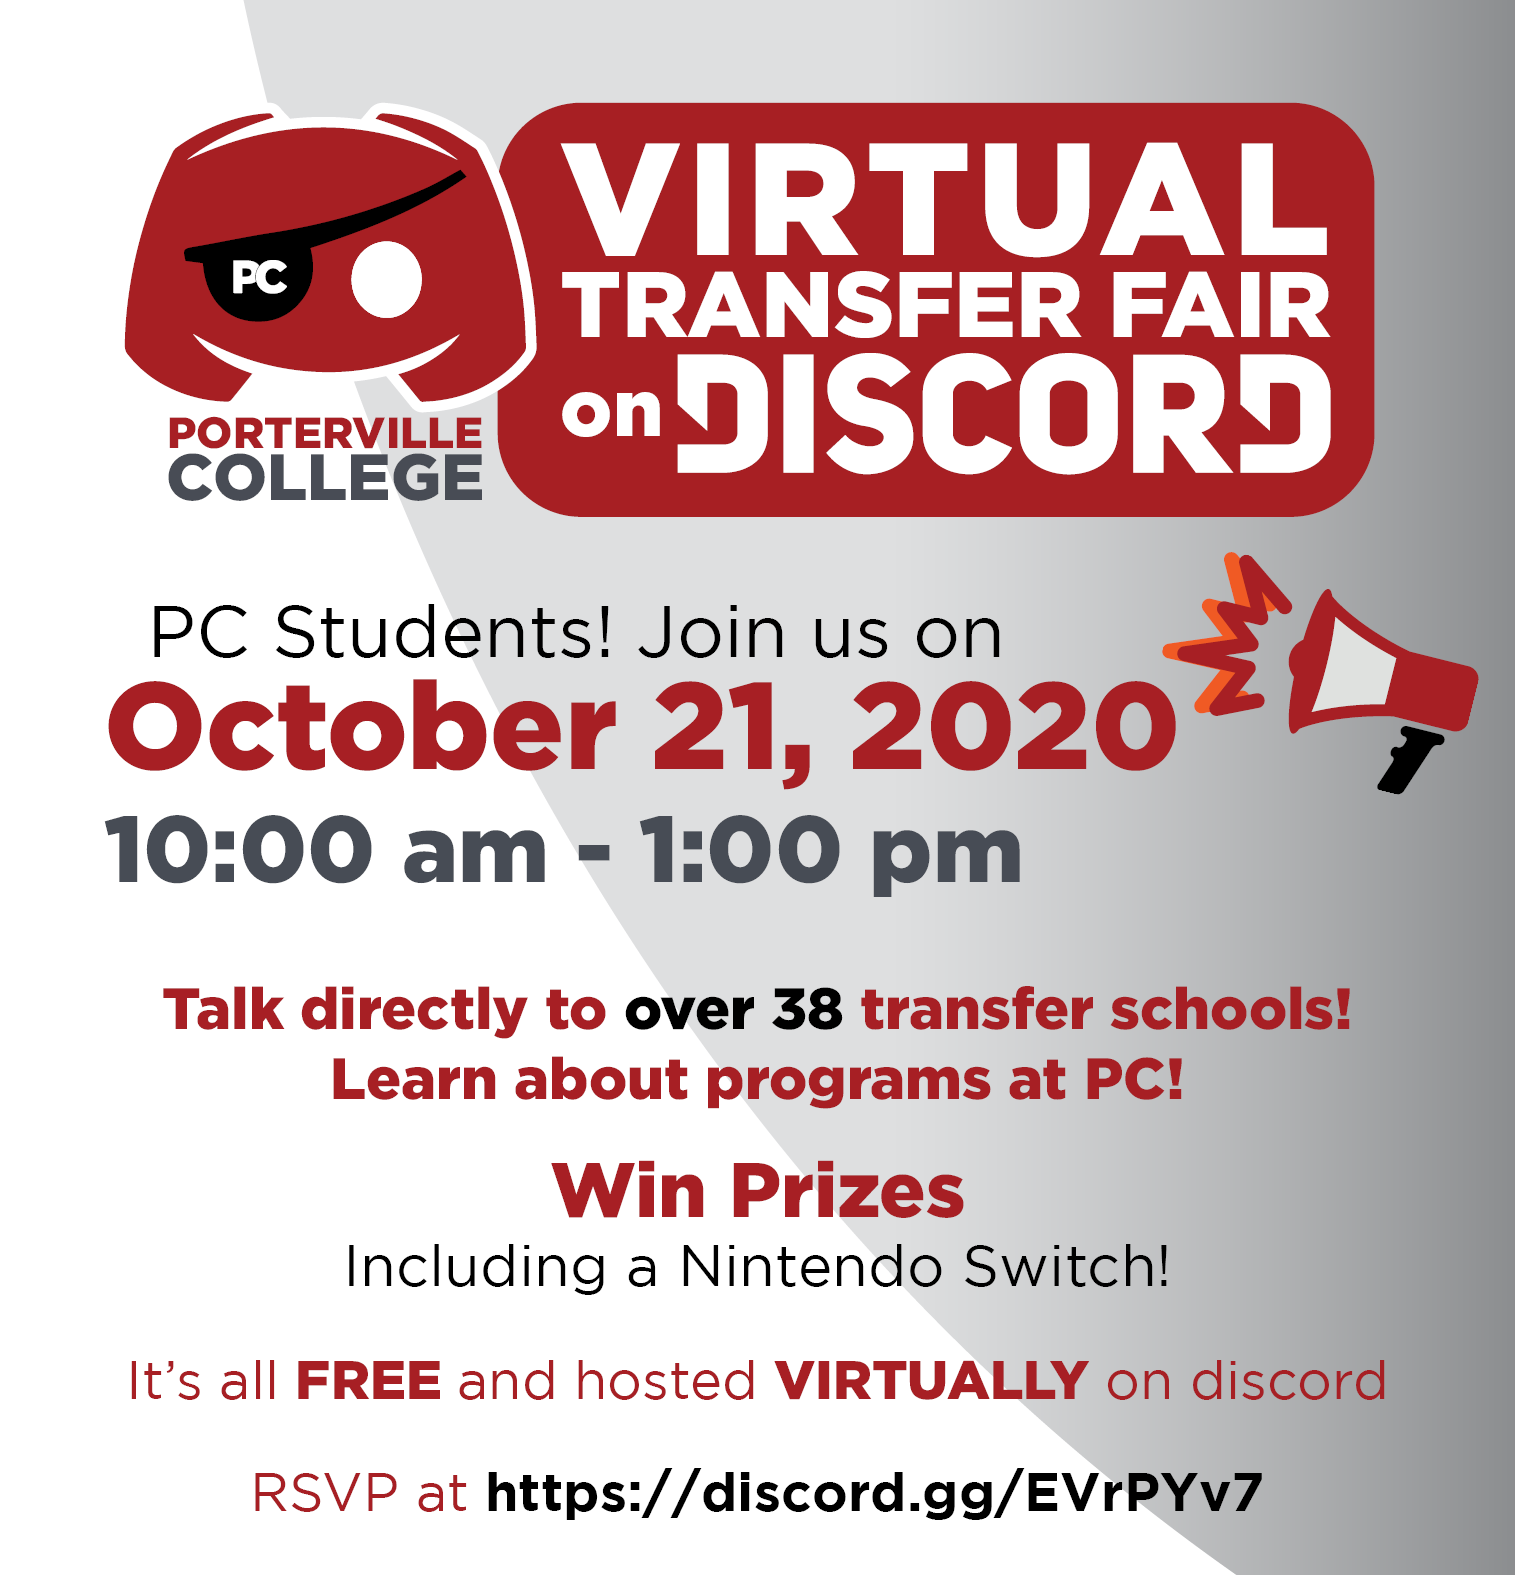 PC
PORTERVILLE
COLLEGE
VIRTUAL
TRANSFER FAIR
on DISCORD
PC Students! Join us on
October 21, 2020
10:00 am - 1:00 pm
Talk directly to over 38 transfer schools!
Learn about programs at PC!
Win Prizes
Including a Nintendo Switch!
It’s all FREE and hosted VIRTUALLY on discord
RSVP at https://discord.gg/EVrPYv7